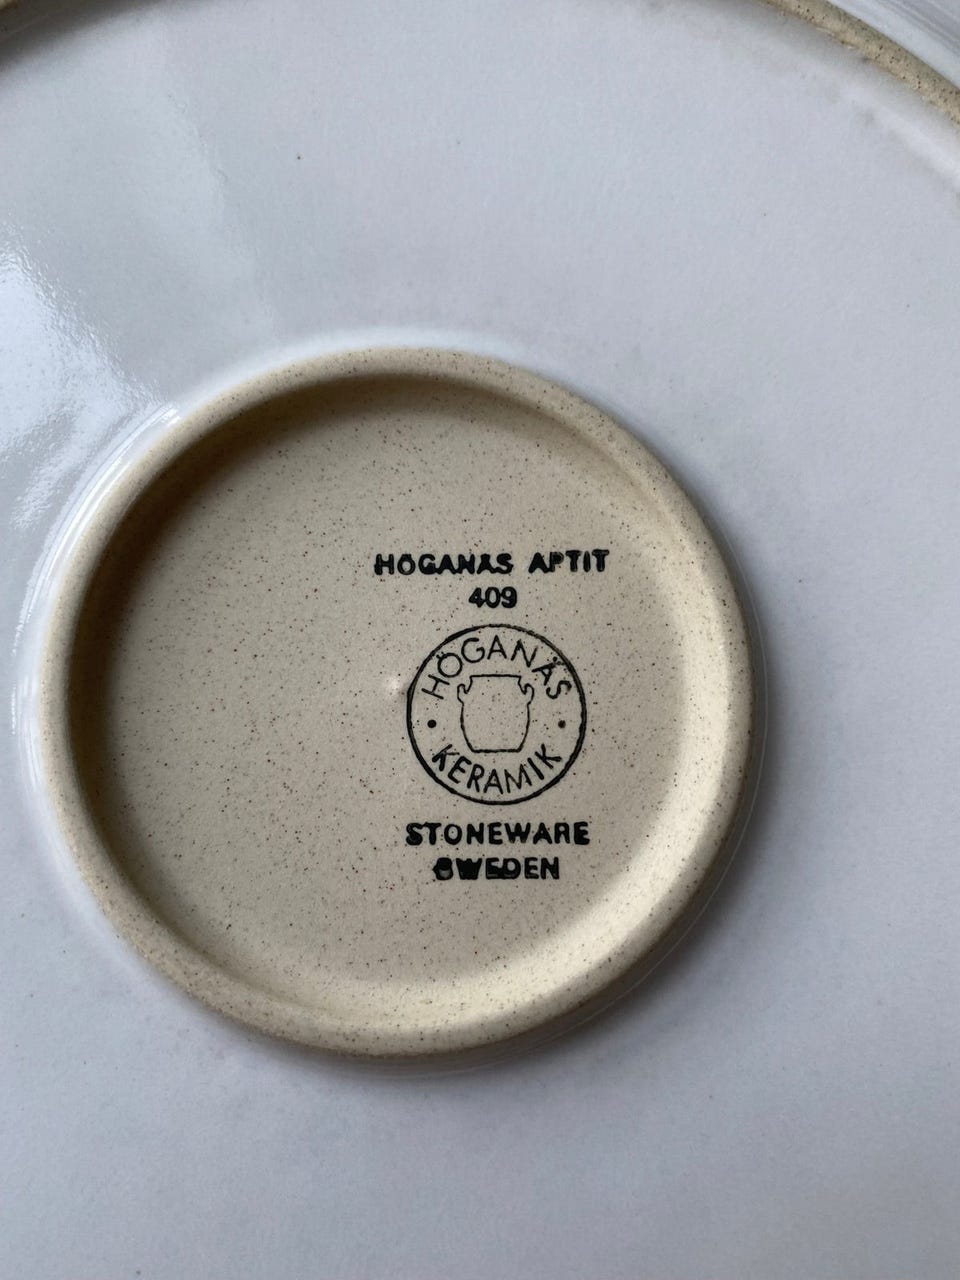 HÖGANÄS APTIT
409
HÖGANÄS
KERAMIK
STONEWARE
SWEDEN